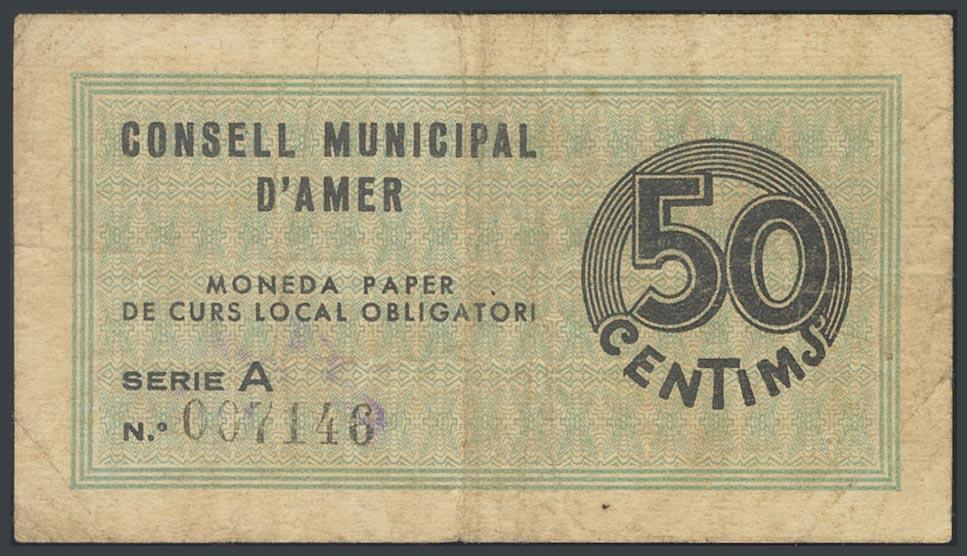 CONSELL MUNICIPAL
D'AMER
MONEDA PAPER
DE CURS LOCAL OBLIGATORI
SERIE A
N.º 007146
50
CENTIMS